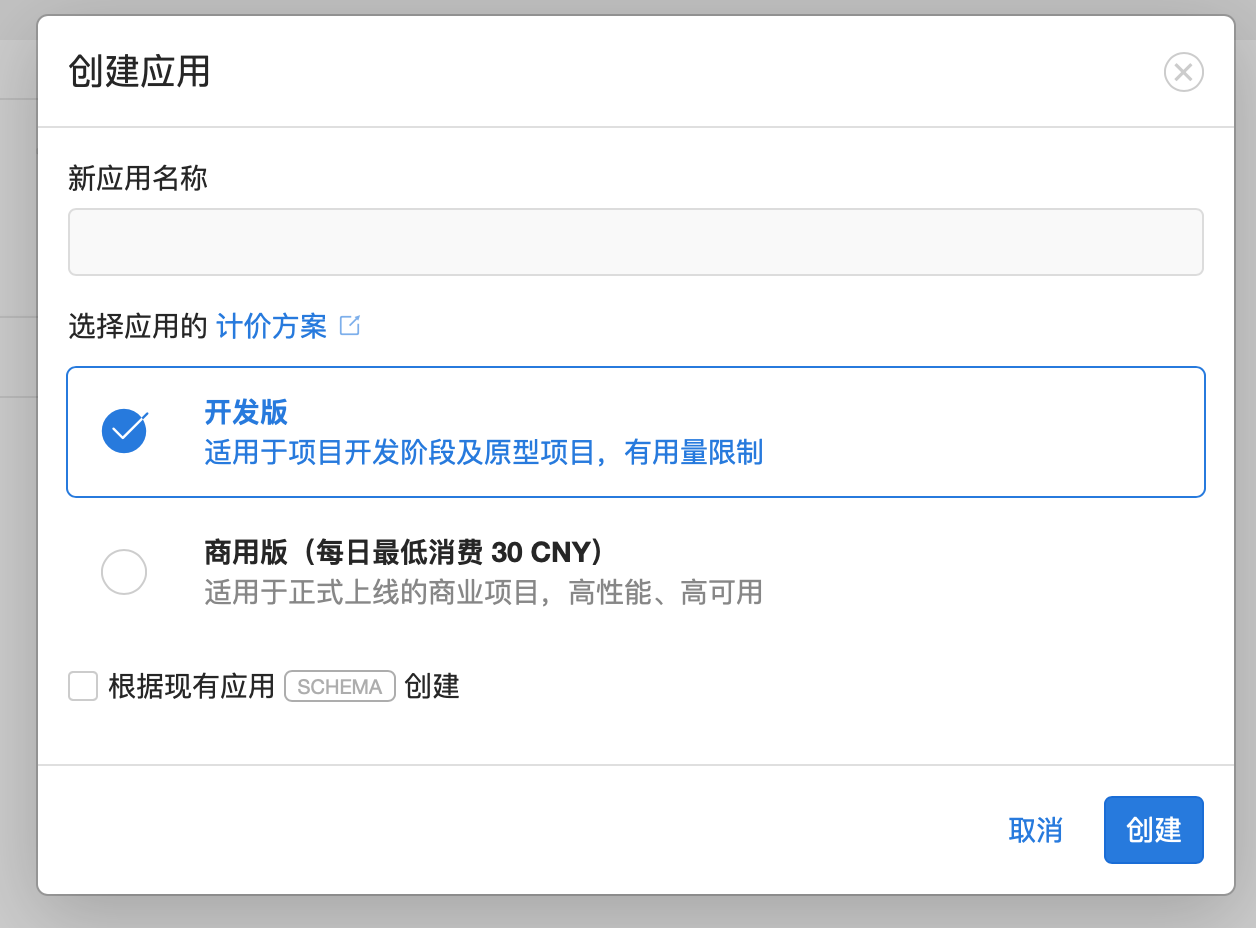 创建应用
新应用名称
选择应用的 计价方案
开发版
适用于项目开发阶段及原型项目，有用量限制
商用版（每日最低消费 30 CNY）
适用于正式上线的商业项目，高性能、高可用
根据现有应用 SCHEMA 创建
取消 创建